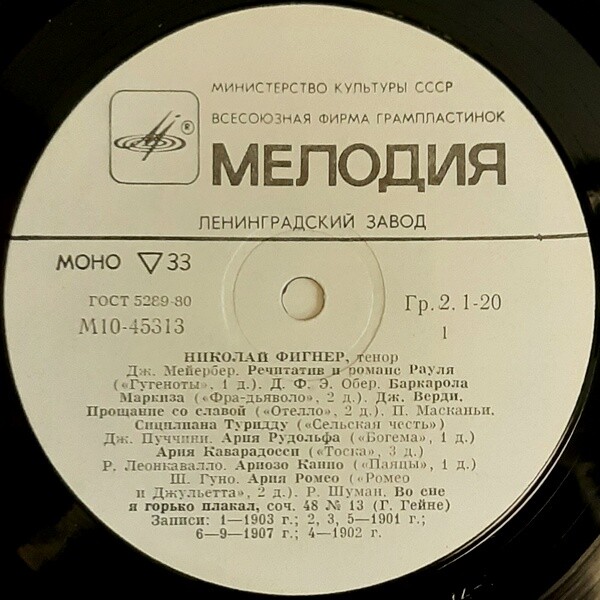 МИНИСТЕРСТВО КУЛЬТУРЫ СССР
ВСЕСОЮЗНАЯ ФИРМА ГРАМПЛАСТИНОК
®
МЕЛОДИЯ
ЛЕНИНГРАДСКИЙ ЗАВОД
МОНО ▽ 33
ГОСТ 5289-80
М10-45313
Гр. 2. 1-20
1
НИКОЛАЙ ФИГНЕР, тенор
Дж. Мейербер. Речитатив и романс Рауля
(«Гугеноты», 1 д.). Д. Ф. Э. Обер. Баркарола
Маркиза («Фра-дьяволо», 2 д.). Дж. Верди.
Прощание со славой («Отелло», 2 д.). П. Масканьи.
Сицилиана Туридду («Сельская честь»)
Дж. Пуччини. Ария Рудольфа («Богема», 1 д.)
Ария Каварадосси («Тоска», 3 д.)
Р. Леонкавалло. Ариозо Канио («Паяцы», 1 д.)
Ш. Гуно. Ария Ромео («Ромео
и Джульетта», 2 д.). Р. Шуман. Во сне
я горько плакал, соч. 48 № 13 (Г. Гейне)
Записи: 1—1903 г.; 2, 3, 5—1901 г.;
6—9—1907 г.; 4—1902 г.